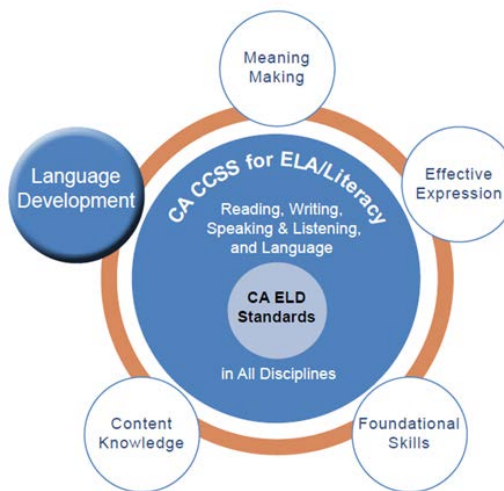 Meaning
Making
Language
Development
Effective
Expression
CA CCSS for ELA/Literacy
Reading, Writing,
Speaking & Listening,
and Language
CA ELD
Standards
in All Disciplines
Content
Knowledge
Foundational
Skills